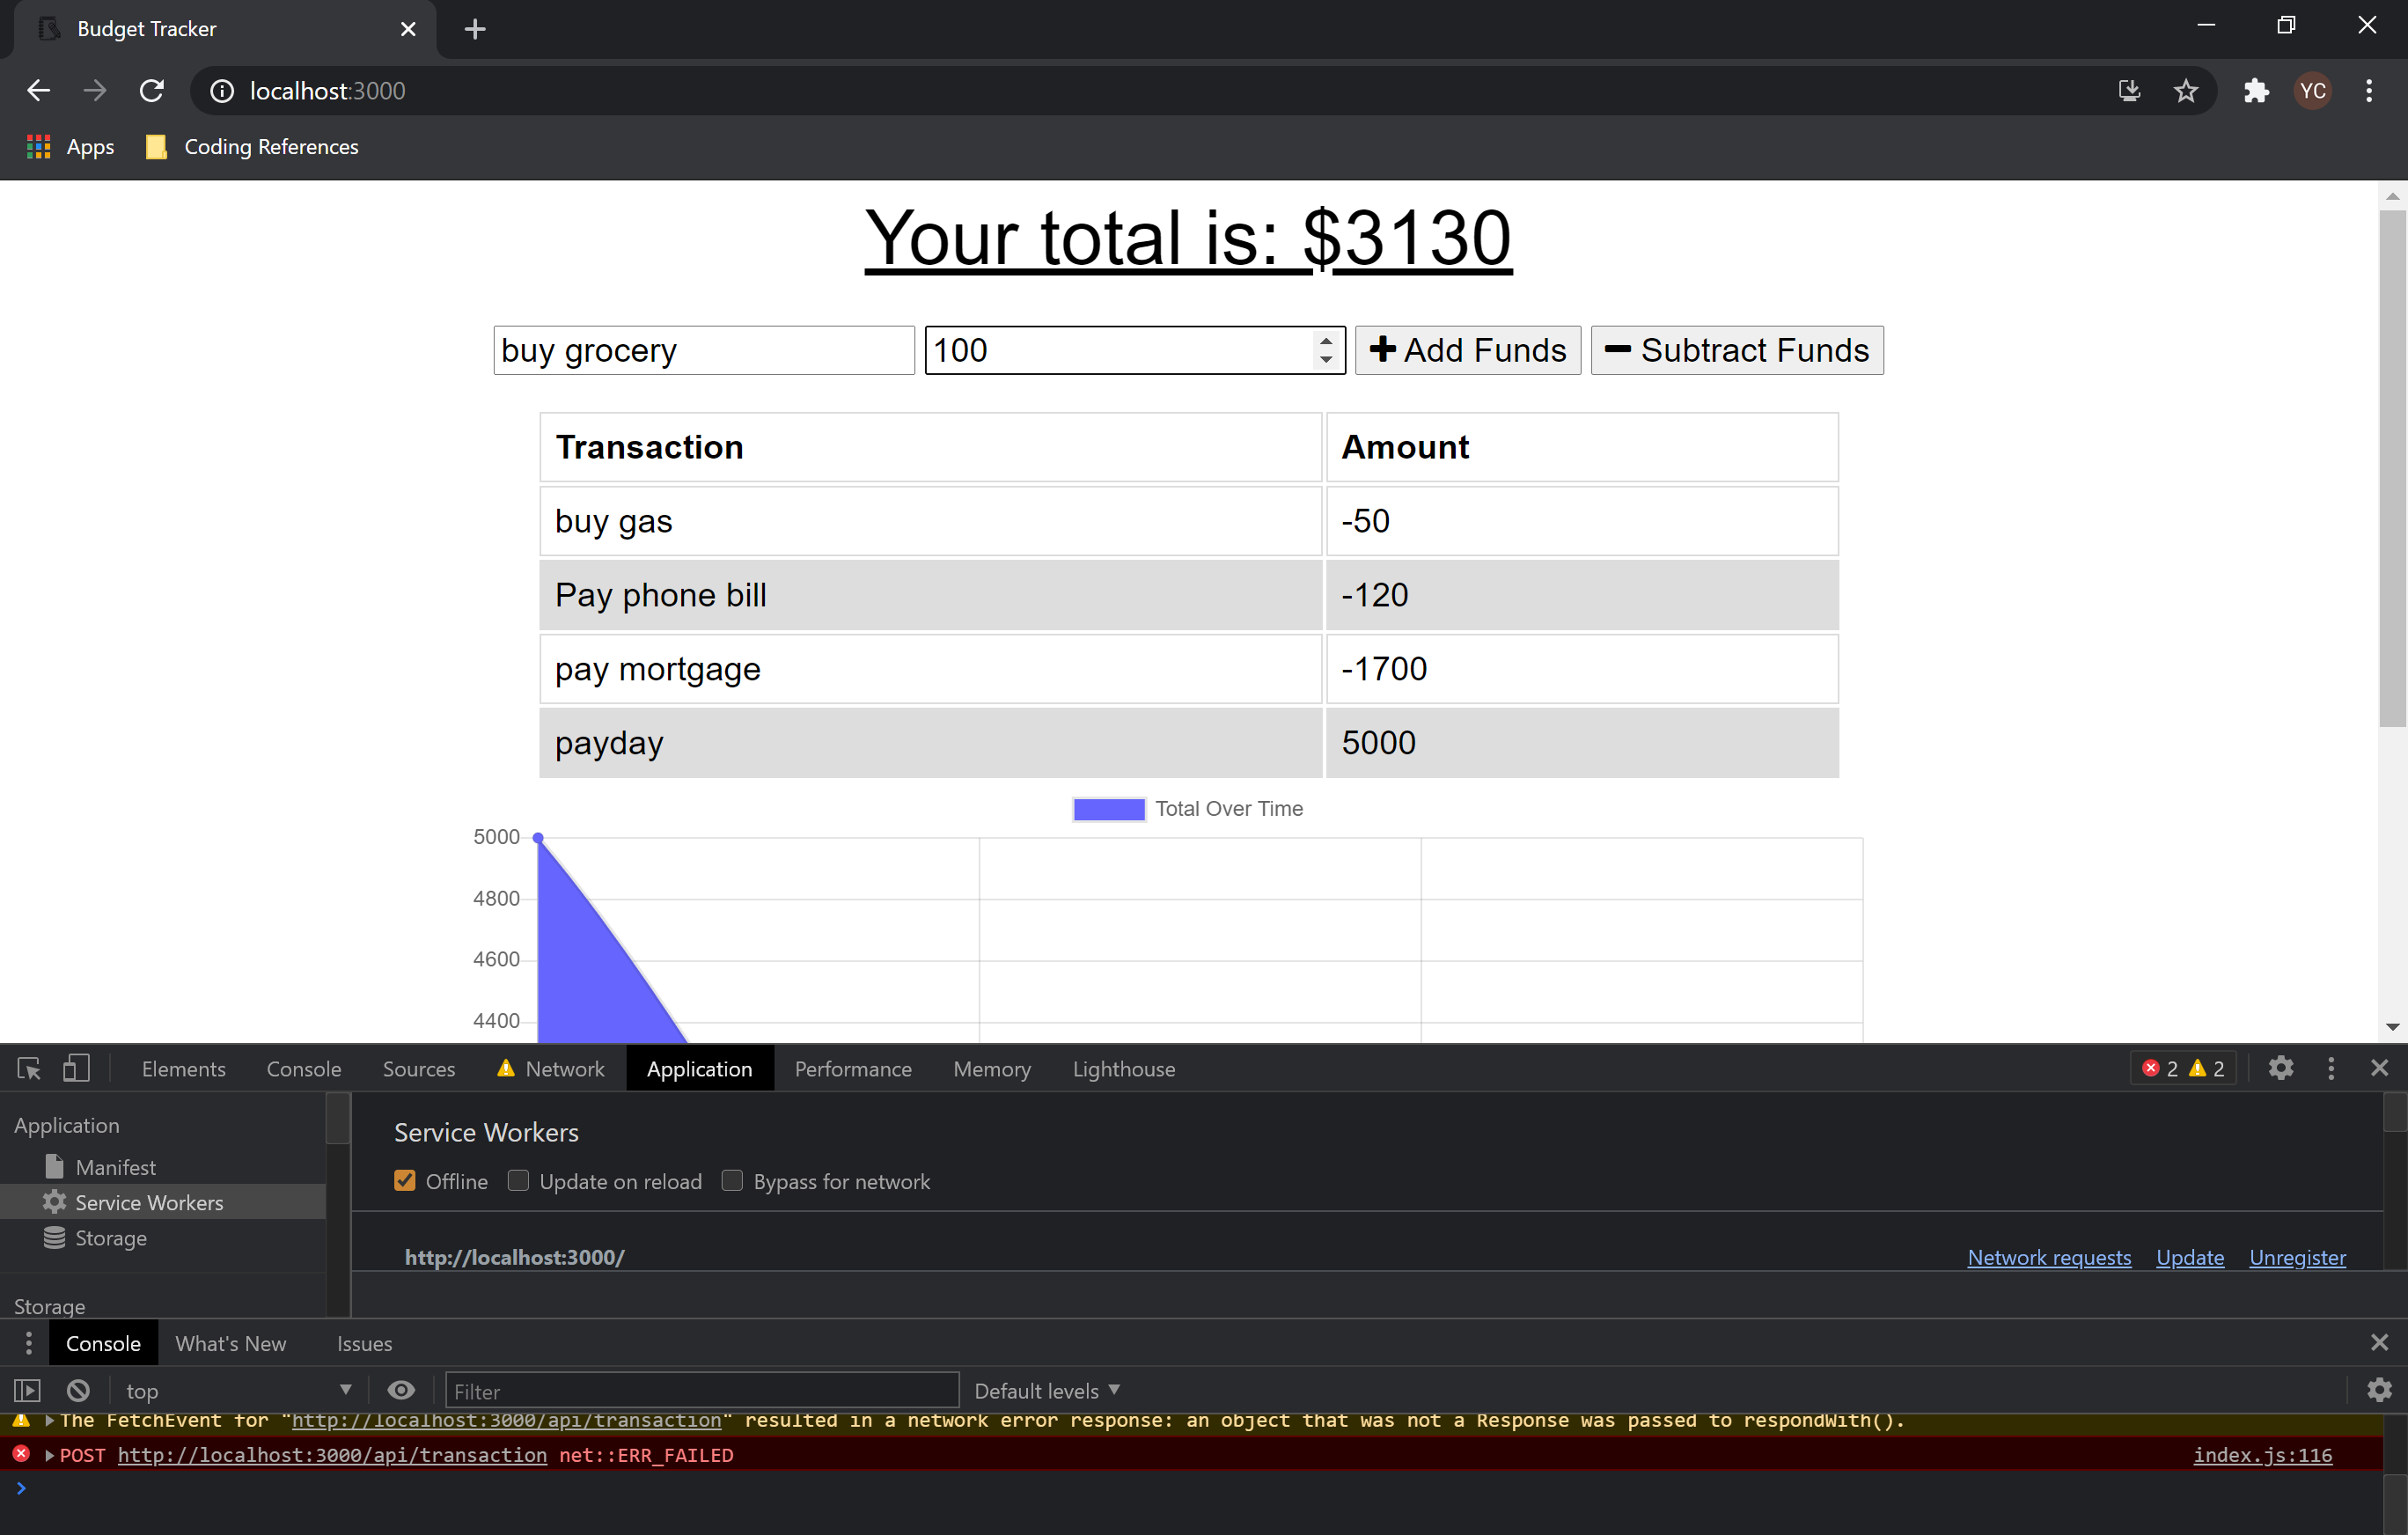 Budget Tracker
localhost:3000
YC
Apps
Coding References
Your total is: $3130
buy grocery 100 Add Funds Subtract Funds
Transaction Amount
buy gas -50
Pay phone bill -120
pay mortgage -1700
payday 5000
Total Over Time
5000
4800
4600
4400
Elements Console Sources Network Application Performance Memory Lighthouse 2 2
Application
Manifest
Service Workers
Storage
Storage
Service Workers
Offline Update on reload Bypass for network
http://localhost:3000/ Network requests Update Unregister
Console What's New Issues
top Filter Default levels
The FetchEvent for "http://localhost:3000/api/transaction" resulted in a network error response: an object that was not a Response was passed to respondWith().
POST http://localhost:3000/api/transaction net::ERR_FAILED index.js:116